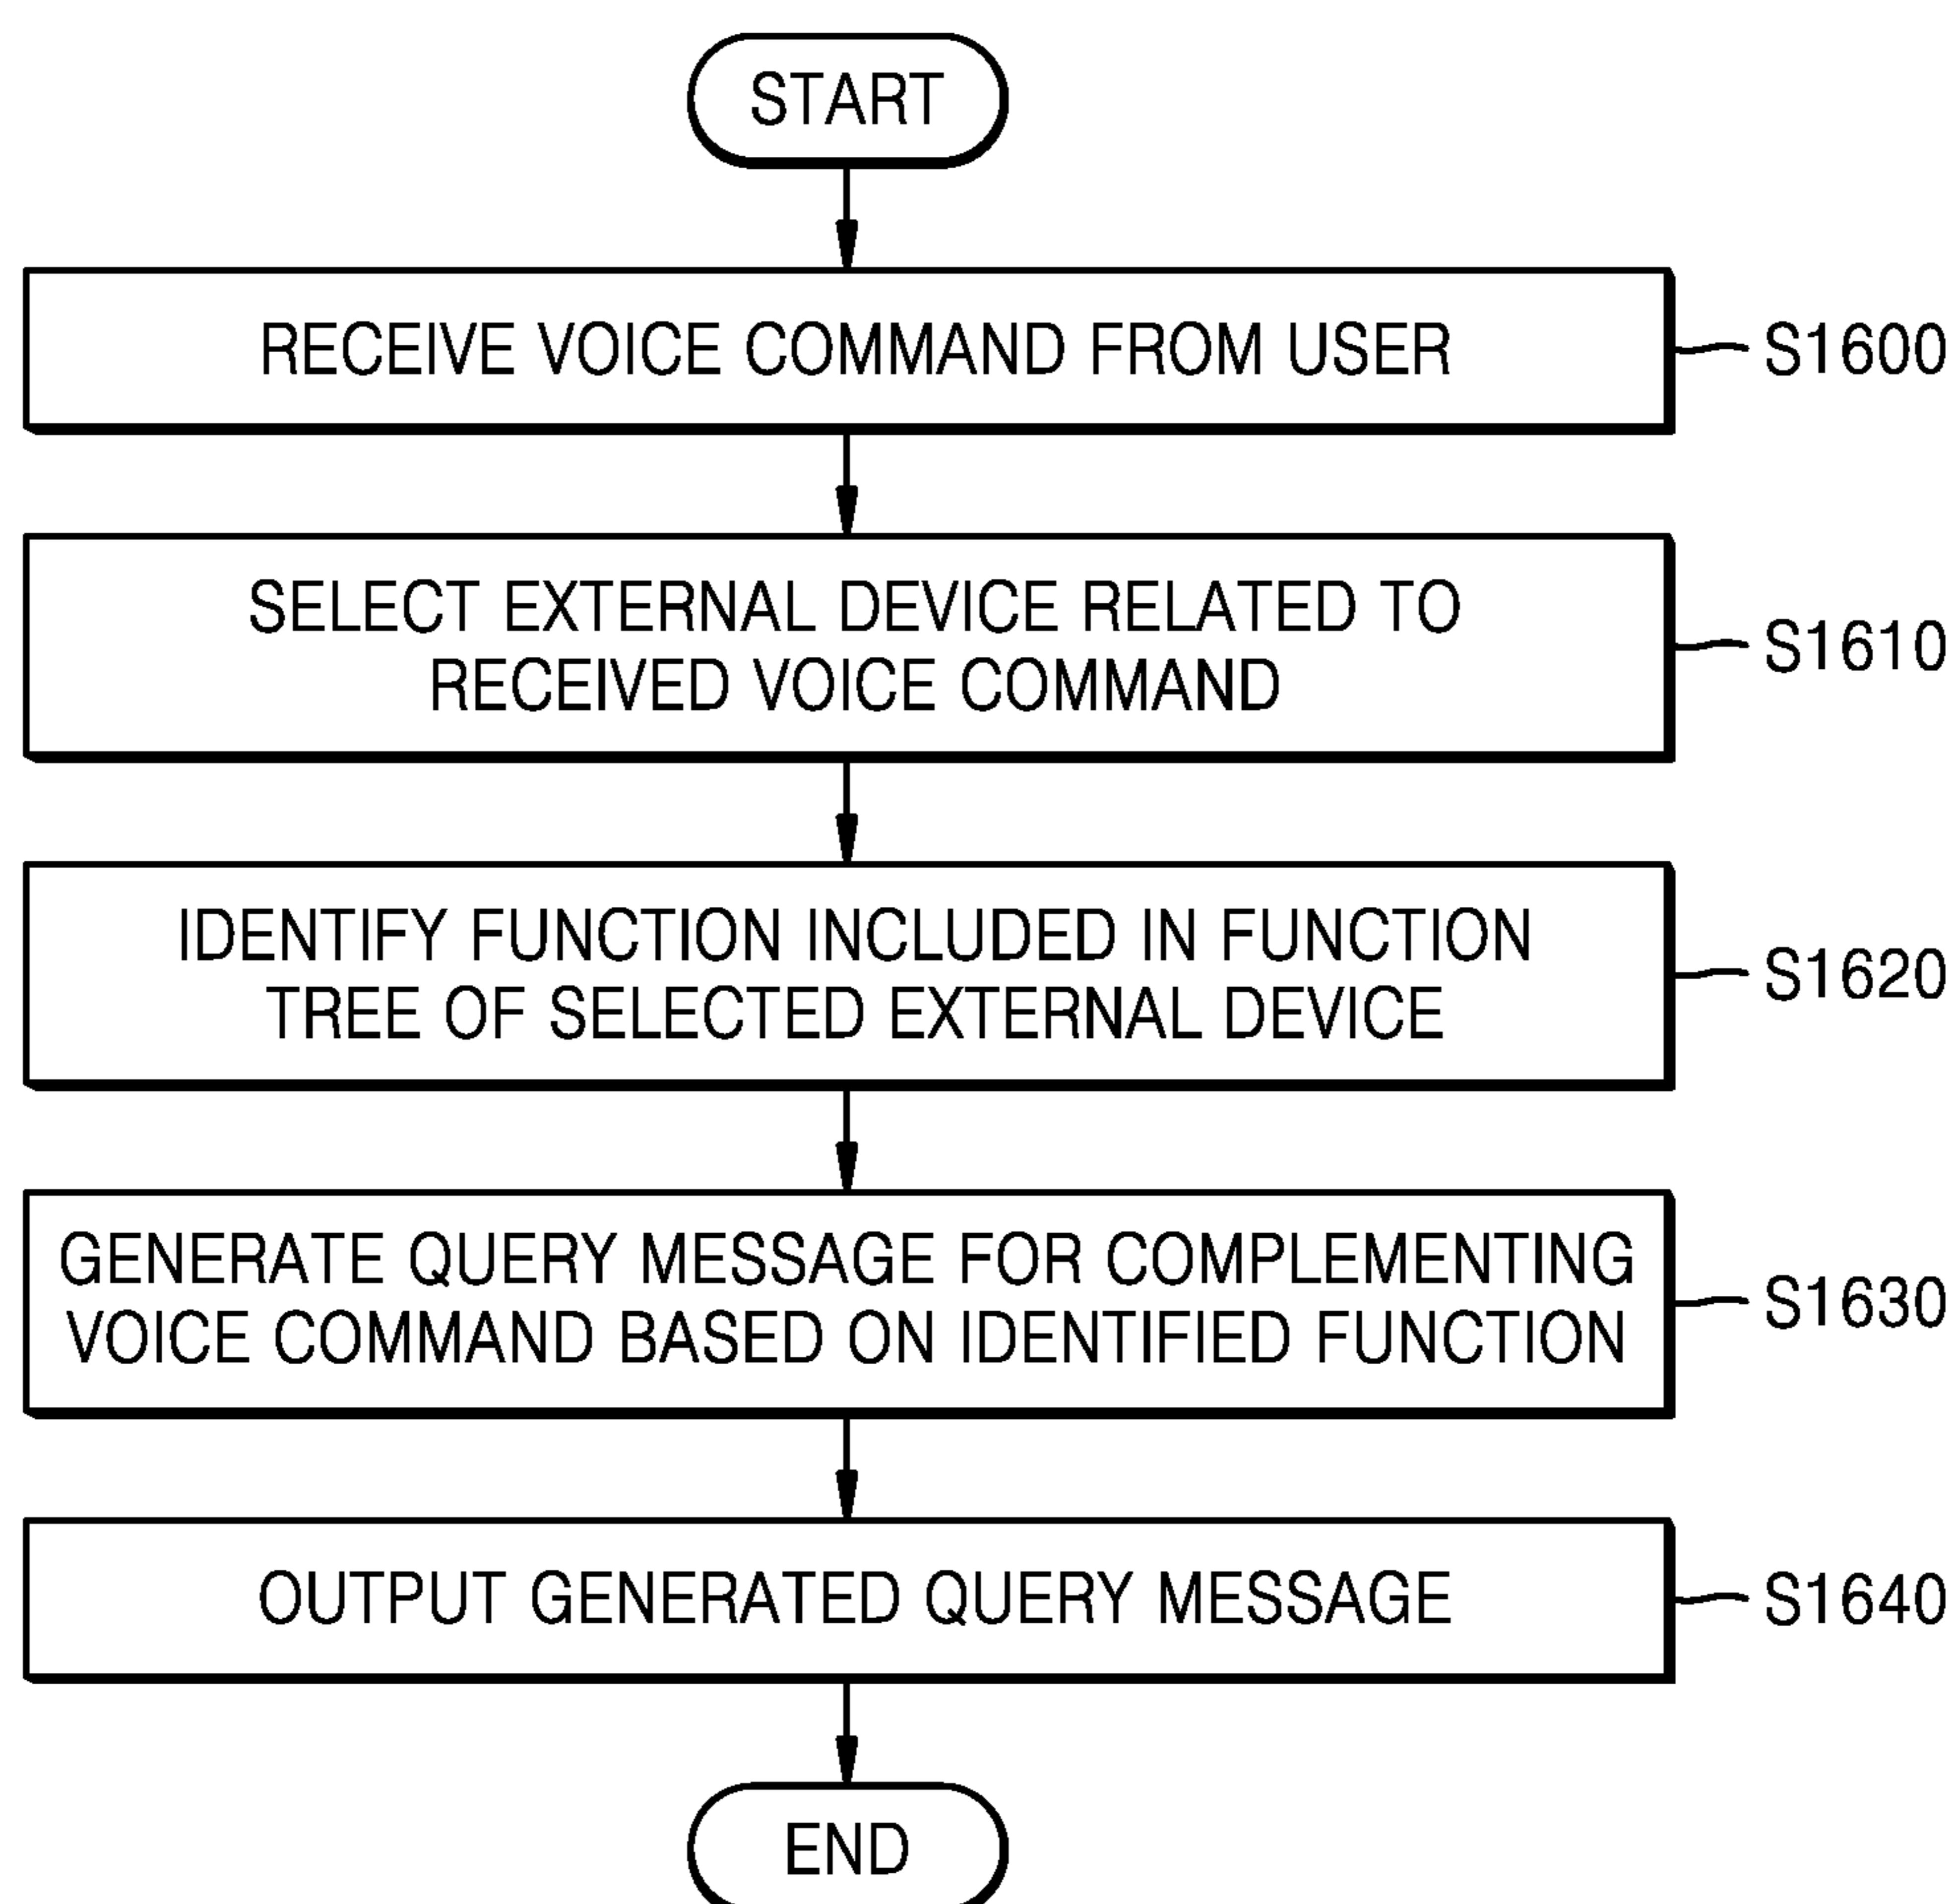 START
RECEIVE VOICE COMMAND FROM USER
S1600
SELECT EXTERNAL DEVICE RELATED TO
RECEIVED VOICE COMMAND
S1610
IDENTIFY FUNCTION INCLUDED IN FUNCTION
TREE OF SELECTED EXTERNAL DEVICE
S1620
GENERATE QUERY MESSAGE FOR COMPLEMENTING
VOICE COMMAND BASED ON IDENTIFIED FUNCTION
S1630
OUTPUT GENERATED QUERY MESSAGE
S1640
END